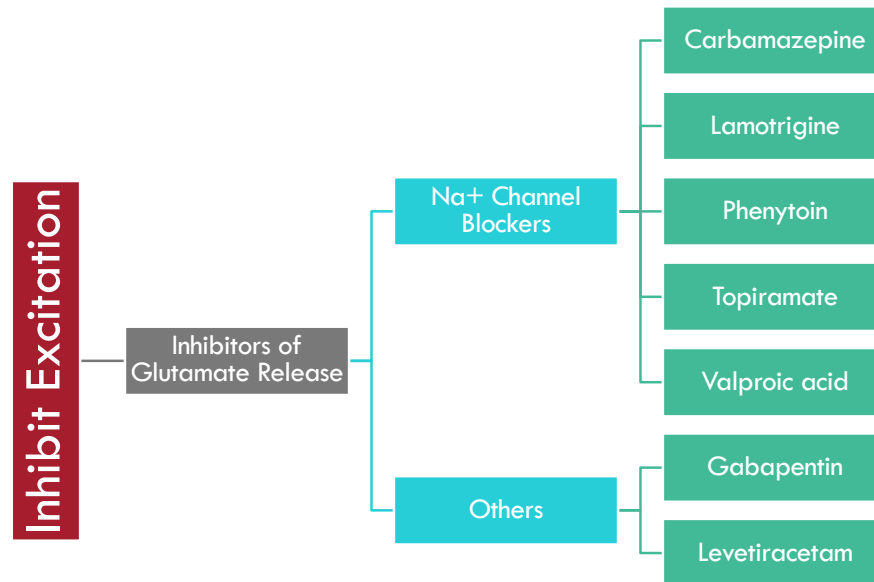 Inhibit Excitation
Inhibitors of
Glutamate Release
Na+ Channel
Blockers
Carbamazepine
Lamotrigine
Phenytoin
Topiramate
Valproic acid
Others
Gabapentin
Levetiracetam